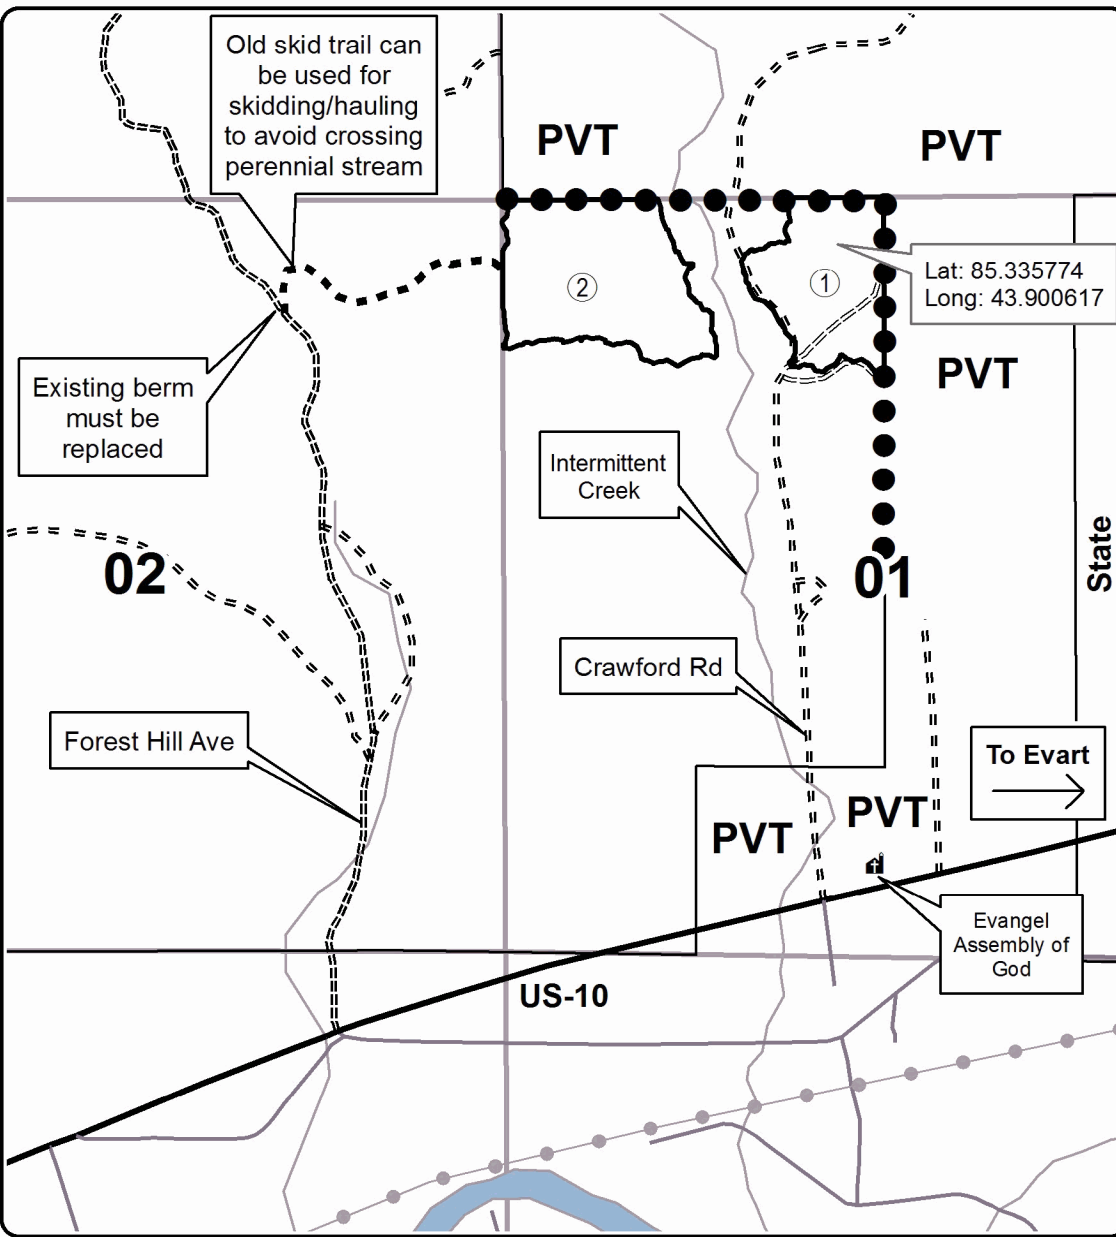 Old skid trail can
be used for
skidding/hauling
to avoid crossing
perennial stream
PVT
PVT
2
1
Lat: 85.335774
Long: 43.900617
PVT
Existing berm
must be
replaced
Intermittent
Creek
State
02
01
Crawford Rd
Forest Hill Ave
To Evart
PVT
PVT
Evangel
Assembly of
God
US-10